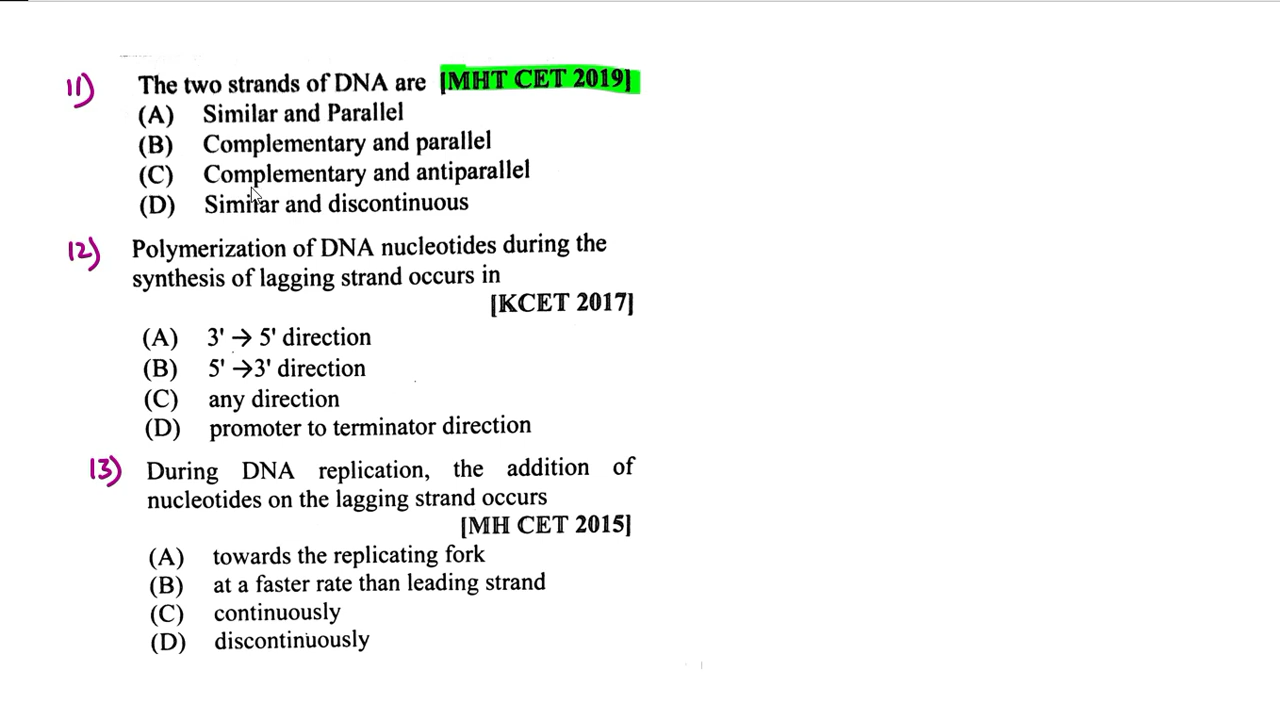 11) The two strands of DNA are [MHT CET 2019]
(A) Similar and Parallel
(B) Complementary and parallel
(C) Complementary and antiparallel
(D) Similar and discontinuous
12) Polymerization of DNA nucleotides during the
synthesis of lagging strand occurs in
[KCET 2017]
(A) 3' → 5' direction
(B) 5' →3' direction
(C) any direction
(D) promoter to terminator direction
13) During DNA replication, the addition of
nucleotides on the lagging strand occurs
[MH CET 2015]
(A) towards the replicating fork
(B) at a faster rate than leading strand
(C) continuously
(D) discontinuously